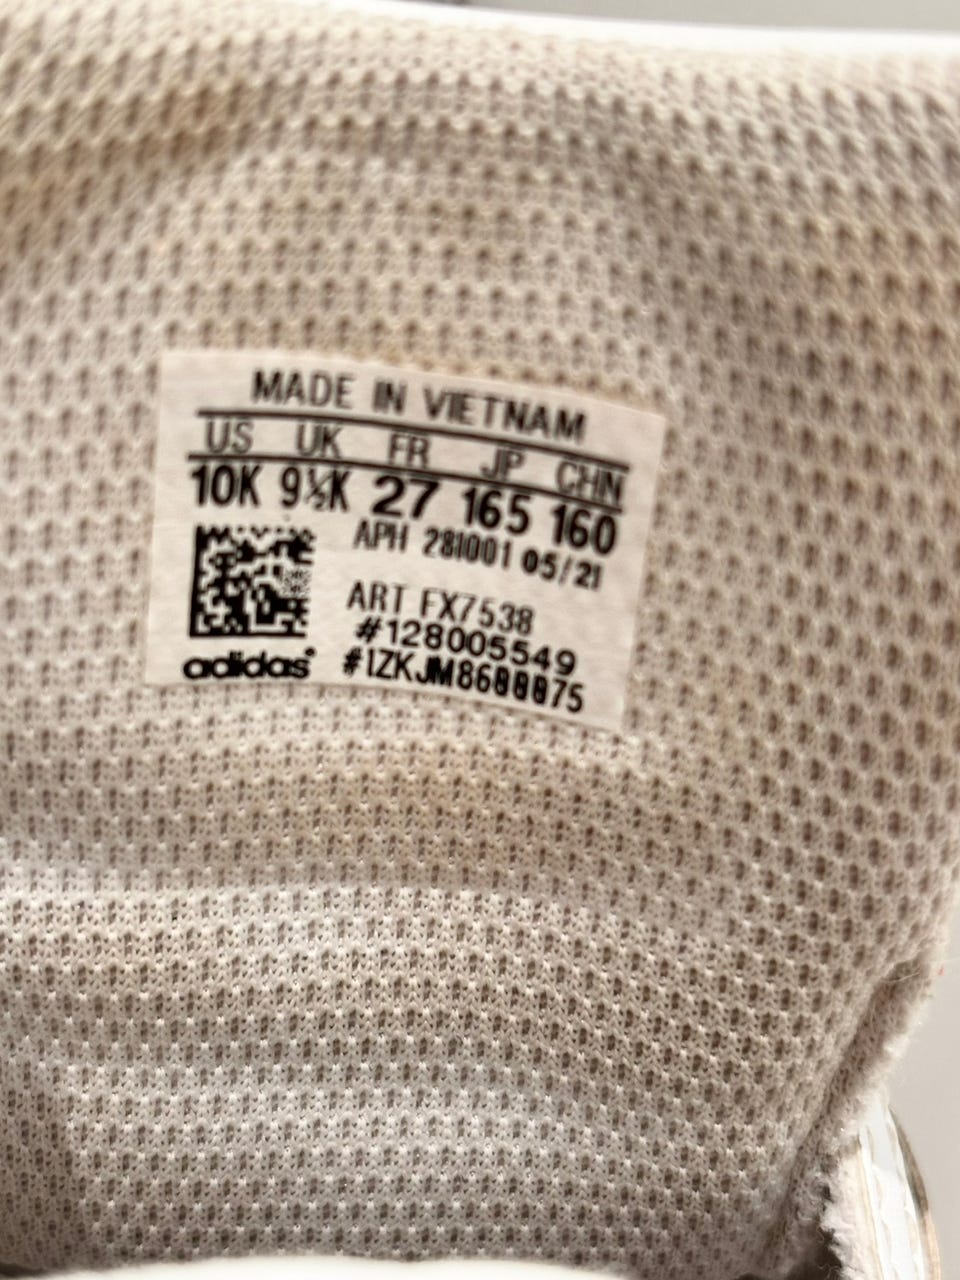 MADE IN VIETNAM
US UK FR JP CHN
10K 9½K 27 165 160
APH 281001 05/21
ART FX7538
#128005549
adidas®